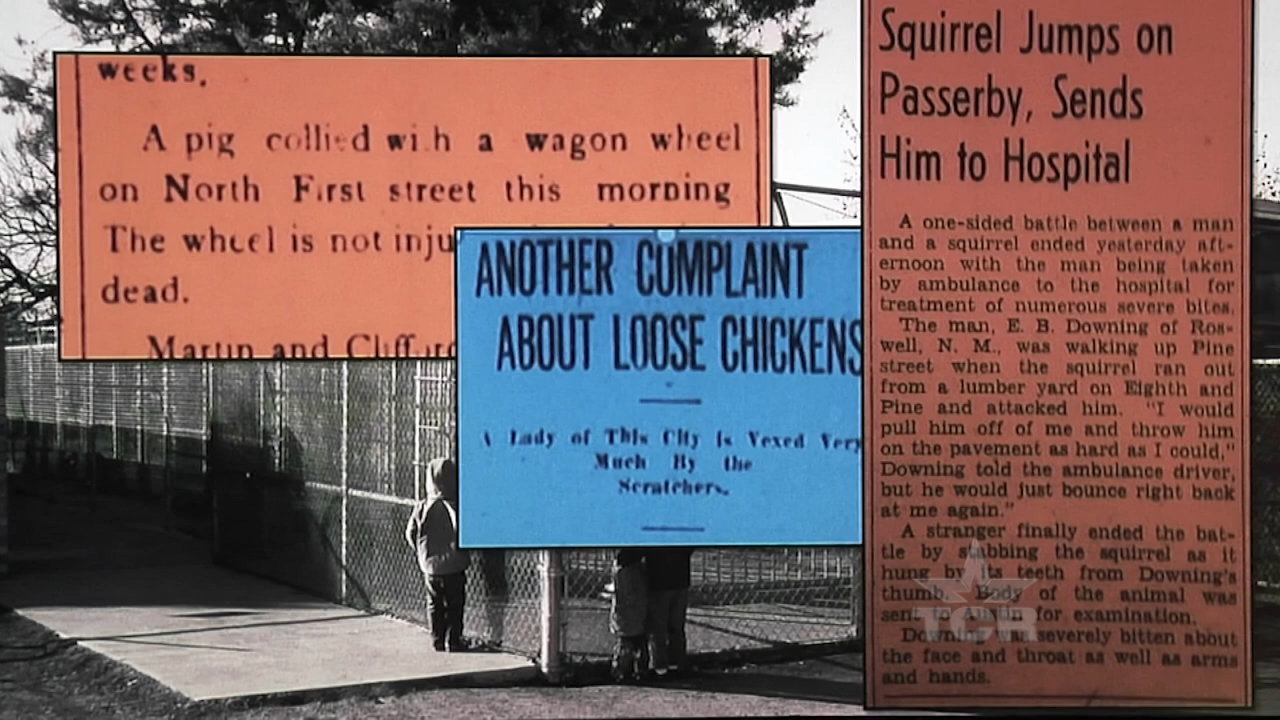 weeks.
A pig collied with a wagon wheel
on North First street this morning
The wheel is not inju
dead.
Martin and Cliff
ANOTHER COMPLAINT
ABOUT LOOSE CHICKENS
A Lady of This City is Vexed Very
Much By the
Scratchers.
Squirrel Jumps on
Passerby, Sends
Him to Hospital
A one-sided battle between a man
and a squirrel ended yesterday aft-
ernoon with the man being taken
by ambulance to the hospital for
treatment of numerous severe bites.
The man, E. B. Downing of Ros-
well, N. M., was walking up Pine
street when the squirrel ran out
from a lumber yard on Eighth and
Pine and attacked him. "I would
pull him off of me and throw him
on the pavement as hard as I could,"
Downing told the ambulance driver,
but he would just bounce right back
at me again."
A stranger finally ended the bat-
tle by stabbing the squirrel as it
hung by its teeth from Downing's
thumb. Body of the animal was
sent to Austin for examination.
Downing was severely bitten about
the face and throat as well as arms
and hands.
TCR